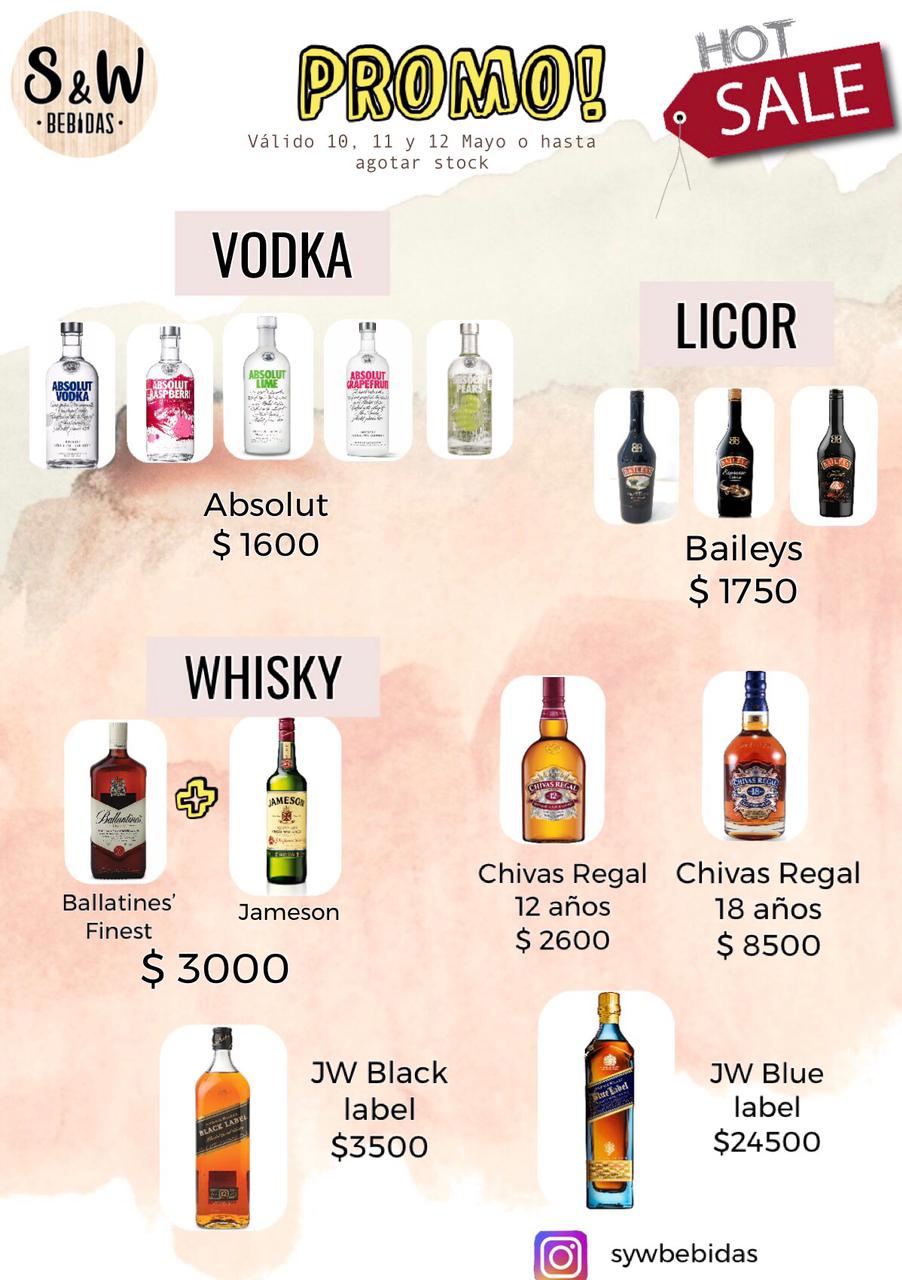 S & W
• BEBIDAS •
PROMO!
HOT
SALE
Válido 10, 11 y 12 Mayo o hasta
agotar stock
VODKA
ABSOLUT
VODKA
ABSOLUT
RASPBERRI
ABSOLUT
LIME
ABSOLUT
GRAPEFRUIT
ABSOLUT
PEARS
Absolut
$ 1600
LICOR
BAILEYS
BAILEYS
Espresso
BAILEYS
Baileys
$ 1750
WHISKY
Ballantine's
JAMESON
Ballatines’
Finest
Jameson
$ 3000
CHIVAS REGAL
12
Chivas Regal
12 años
$ 2600
CHIVAS REGAL
18
Chivas Regal
18 años
$ 8500
BLACK LABEL
JW Black
label
$3500
Blue Label
JW Blue
label
$24500
sywbebidas